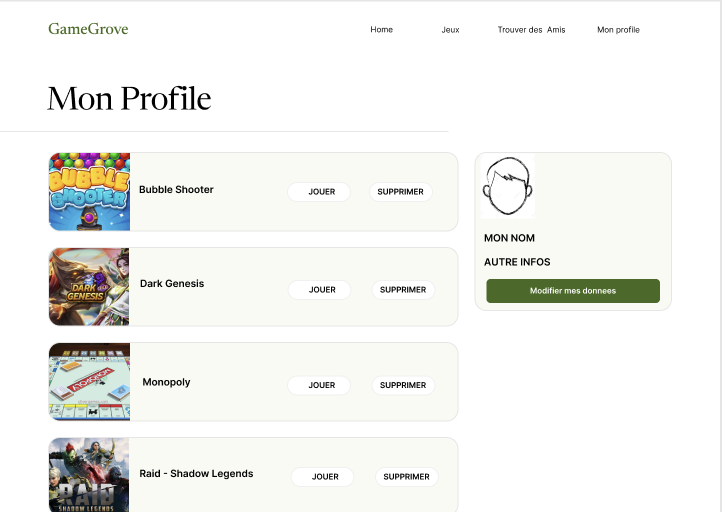 GameGrove
Home
Jeux
Trouver des Amis
Mon profile
Mon Profile
BUBBLE
SHOOTER
Bubble Shooter
JOUER
SUPPRIMER
DARK
GENESIS
Dark Genesis
JOUER
SUPPRIMER
MONOPOLY
Monopoly
JOUER
SUPPRIMER
RAID
SHADOW LEGENDS
Raid - Shadow Legends
JOUER
SUPPRIMER
MON NOM
AUTRE INFOS
Modifier mes donnees